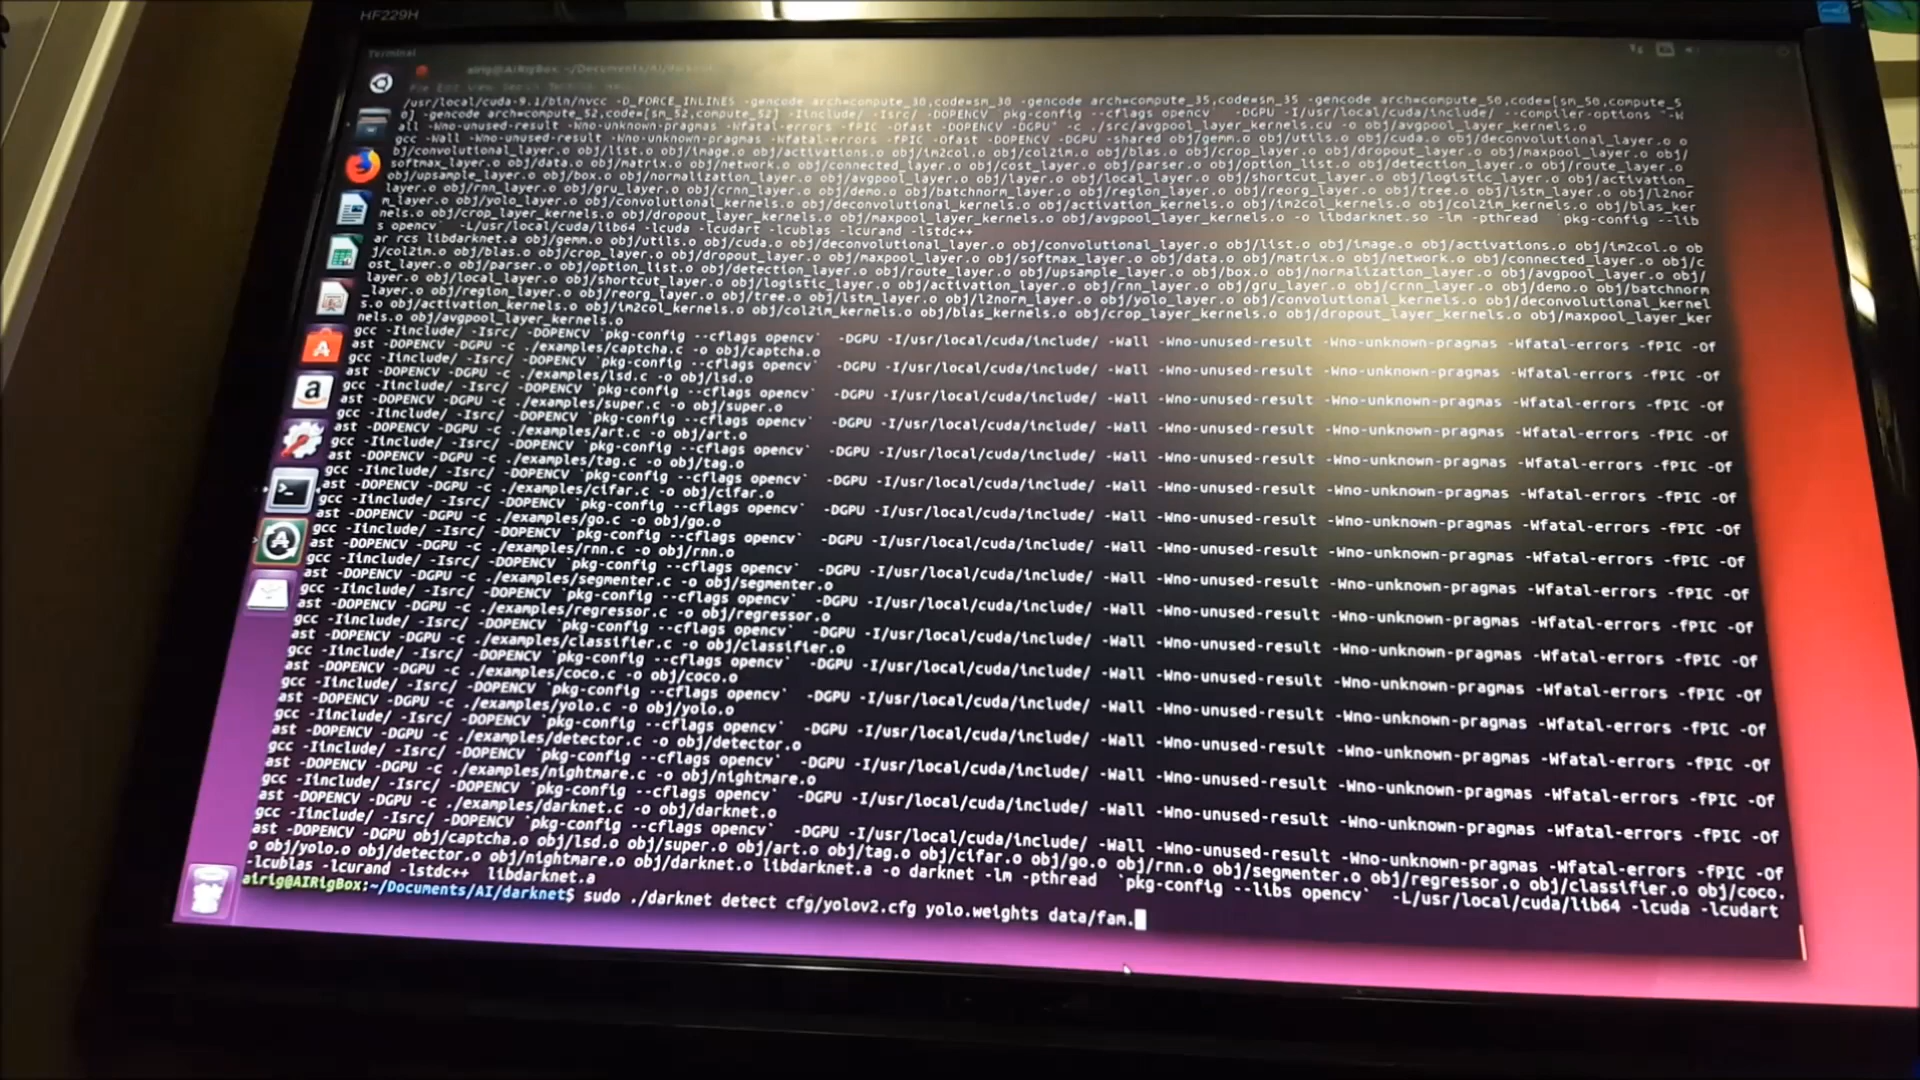 HF229H
Terminal
airig@AIRigBox: ~/Documents/AI/darknet
/usr/local/cuda-9.1/bin/nvcc -D_FORCE_INLINES -gencode arch=compute_30,code=sm_30 -gencode arch=compute_35,code=sm_35 -gencode arch=compute_50,code=[sm_50,compute_5
0] -gencode arch=compute_52,code=[sm_52,compute_52] -Iinclude/ -Isrc/ -DOPENCV `pkg-config --cflags opencv`  -DGPU -I/usr/local/cuda/include/ --compiler-options "-W
all -Wno-unused-result -Wno-unknown-pragmas -Wfatal-errors -fPIC -Ofast -DOPENCV -DGPU" -c ./src/avgpool_layer_kernels.cu -o obj/avgpool_layer_kernels.o
gcc -Wall -Wno-unused-result -Wno-unknown-pragmas -Wfatal-errors -fPIC -Ofast -DOPENCV -DGPU -shared obj/gemm.o obj/utils.o obj/cuda.o obj/deconvolutional_layer.o o
bj/convolutional_layer.o obj/list.o obj/image.o obj/activations.o obj/im2col.o obj/col2im.o obj/blas.o obj/crop_layer.o obj/dropout_layer.o obj/maxpool_layer.o obj/
softmax_layer.o obj/data.o obj/matrix.o obj/network.o obj/connected_layer.o obj/cost_layer.o obj/parser.o obj/option_list.o obj/detection_layer.o obj/route_layer.o
obj/upsample_layer.o obj/box.o obj/normalization_layer.o obj/avgpool_layer.o obj/layer.o obj/local_layer.o obj/shortcut_layer.o obj/logistic_layer.o obj/activation_
layer.o obj/rnn_layer.o obj/gru_layer.o obj/crnn_layer.o obj/demo.o obj/batchnorm_layer.o obj/region_layer.o obj/reorg_layer.o obj/tree.o obj/lstm_layer.o obj/l2nor
m_layer.o obj/yolo_layer.o obj/convolutional_kernels.o obj/deconvolutional_kernels.o obj/activation_kernels.o obj/im2col_kernels.o obj/col2im_kernels.o obj/blas_ker
nels.o obj/crop_layer_kernels.o obj/dropout_layer_kernels.o obj/maxpool_layer_kernels.o obj/avgpool_layer_kernels.o -o libdarknet.so -lm -pthread  `pkg-config --lib
s opencv`  -L/usr/local/cuda/lib64 -lcuda -lcudart -lcublas -lcurand -lstdc++
ar rcs libdarknet.a obj/gemm.o obj/utils.o obj/cuda.o obj/deconvolutional_layer.o obj/convolutional_layer.o obj/list.o obj/image.o obj/activations.o obj/im2col.o ob
j/col2im.o obj/blas.o obj/crop_layer.o obj/dropout_layer.o obj/maxpool_layer.o obj/softmax_layer.o obj/data.o obj/matrix.o obj/network.o obj/connected_layer.o obj/c
ost_layer.o obj/parser.o obj/option_list.o obj/detection_layer.o obj/route_layer.o obj/upsample_layer.o obj/box.o obj/normalization_layer.o obj/avgpool_layer.o obj/
layer.o obj/local_layer.o obj/shortcut_layer.o obj/logistic_layer.o obj/activation_layer.o obj/rnn_layer.o obj/gru_layer.o obj/crnn_layer.o obj/demo.o obj/batchnorm
_layer.o obj/region_layer.o obj/reorg_layer.o obj/tree.o obj/lstm_layer.o obj/l2norm_layer.o obj/yolo_layer.o obj/convolutional_kernels.o obj/deconvolutional_kernel
s.o obj/activation_kernels.o obj/im2col_kernels.o obj/col2im_kernels.o obj/blas_kernels.o obj/crop_layer_kernels.o obj/dropout_layer_kernels.o obj/maxpool_layer_ker
nels.o obj/avgpool_layer_kernels.o
gcc -Iinclude/ -Isrc/ -DOPENCV `pkg-config --cflags opencv`  -DGPU -I/usr/local/cuda/include/ -Wall -Wno-unused-result -Wno-unknown-pragmas -Wfatal-errors -fPIC -Of
ast -DOPENCV -DGPU -c ./examples/captcha.c -o obj/captcha.o
gcc -Iinclude/ -Isrc/ -DOPENCV `pkg-config --cflags opencv`  -DGPU -I/usr/local/cuda/include/ -Wall -Wno-unused-result -Wno-unknown-pragmas -Wfatal-errors -fPIC -Of
ast -DOPENCV -DGPU -c ./examples/lsd.c -o obj/lsd.o
gcc -Iinclude/ -Isrc/ -DOPENCV `pkg-config --cflags opencv`  -DGPU -I/usr/local/cuda/include/ -Wall -Wno-unused-result -Wno-unknown-pragmas -Wfatal-errors -fPIC -Of
ast -DOPENCV -DGPU -c ./examples/super.c -o obj/super.o
gcc -Iinclude/ -Isrc/ -DOPENCV `pkg-config --cflags opencv`  -DGPU -I/usr/local/cuda/include/ -Wall -Wno-unused-result -Wno-unknown-pragmas -Wfatal-errors -fPIC -Of
ast -DOPENCV -DGPU -c ./examples/art.c -o obj/art.o
gcc -Iinclude/ -Isrc/ -DOPENCV `pkg-config --cflags opencv`  -DGPU -I/usr/local/cuda/include/ -Wall -Wno-unused-result -Wno-unknown-pragmas -Wfatal-errors -fPIC -Of
ast -DOPENCV -DGPU -c ./examples/tag.c -o obj/tag.o
gcc -Iinclude/ -Isrc/ -DOPENCV `pkg-config --cflags opencv`  -DGPU -I/usr/local/cuda/include/ -Wall -Wno-unused-result -Wno-unknown-pragmas -Wfatal-errors -fPIC -Of
ast -DOPENCV -DGPU -c ./examples/cifar.c -o obj/cifar.o
gcc -Iinclude/ -Isrc/ -DOPENCV `pkg-config --cflags opencv`  -DGPU -I/usr/local/cuda/include/ -Wall -Wno-unused-result -Wno-unknown-pragmas -Wfatal-errors -fPIC -Of
ast -DOPENCV -DGPU -c ./examples/go.c -o obj/go.o
gcc -Iinclude/ -Isrc/ -DOPENCV `pkg-config --cflags opencv`  -DGPU -I/usr/local/cuda/include/ -Wall -Wno-unused-result -Wno-unknown-pragmas -Wfatal-errors -fPIC -Of
ast -DOPENCV -DGPU -c ./examples/rnn.c -o obj/rnn.o
gcc -Iinclude/ -Isrc/ -DOPENCV `pkg-config --cflags opencv`  -DGPU -I/usr/local/cuda/include/ -Wall -Wno-unused-result -Wno-unknown-pragmas -Wfatal-errors -fPIC -Of
ast -DOPENCV -DGPU -c ./examples/segmenter.c -o obj/segmenter.o
gcc -Iinclude/ -Isrc/ -DOPENCV `pkg-config --cflags opencv`  -DGPU -I/usr/local/cuda/include/ -Wall -Wno-unused-result -Wno-unknown-pragmas -Wfatal-errors -fPIC -Of
ast -DOPENCV -DGPU -c ./examples/regressor.c -o obj/regressor.o
gcc -Iinclude/ -Isrc/ -DOPENCV `pkg-config --cflags opencv`  -DGPU -I/usr/local/cuda/include/ -Wall -Wno-unused-result -Wno-unknown-pragmas -Wfatal-errors -fPIC -Of
ast -DOPENCV -DGPU -c ./examples/classifier.c -o obj/classifier.o
gcc -Iinclude/ -Isrc/ -DOPENCV `pkg-config --cflags opencv`  -DGPU -I/usr/local/cuda/include/ -Wall -Wno-unused-result -Wno-unknown-pragmas -Wfatal-errors -fPIC -Of
ast -DOPENCV -DGPU -c ./examples/coco.c -o obj/coco.o
gcc -Iinclude/ -Isrc/ -DOPENCV `pkg-config --cflags opencv`  -DGPU -I/usr/local/cuda/include/ -Wall -Wno-unused-result -Wno-unknown-pragmas -Wfatal-errors -fPIC -Of
ast -DOPENCV -DGPU -c ./examples/yolo.c -o obj/yolo.o
gcc -Iinclude/ -Isrc/ -DOPENCV `pkg-config --cflags opencv`  -DGPU -I/usr/local/cuda/include/ -Wall -Wno-unused-result -Wno-unknown-pragmas -Wfatal-errors -fPIC -Of
ast -DOPENCV -DGPU -c ./examples/detector.c -o obj/detector.o
gcc -Iinclude/ -Isrc/ -DOPENCV `pkg-config --cflags opencv`  -DGPU -I/usr/local/cuda/include/ -Wall -Wno-unused-result -Wno-unknown-pragmas -Wfatal-errors -fPIC -Of
ast -DOPENCV -DGPU -c ./examples/nightmare.c -o obj/nightmare.o
gcc -Iinclude/ -Isrc/ -DOPENCV `pkg-config --cflags opencv`  -DGPU -I/usr/local/cuda/include/ -Wall -Wno-unused-result -Wno-unknown-pragmas -Wfatal-errors -fPIC -Of
ast -DOPENCV -DGPU -c ./examples/darknet.c -o obj/darknet.o
gcc -Iinclude/ -Isrc/ -DOPENCV `pkg-config --cflags opencv`  -DGPU -I/usr/local/cuda/include/ -Wall -Wno-unused-result -Wno-unknown-pragmas -Wfatal-errors -fPIC -Of
ast -DOPENCV -DGPU obj/captcha.o obj/lsd.o obj/super.o obj/art.o obj/tag.o obj/cifar.o obj/go.o obj/rnn.o obj/segmenter.o obj/regressor.o obj/classifier.o obj/coco.
o obj/yolo.o obj/detector.o obj/nightmare.o obj/darknet.o libdarknet.a -o darknet -lm -pthread  `pkg-config --libs opencv`  -L/usr/local/cuda/lib64 -lcuda -lcudart
-lcublas -lcurand -lstdc++  libdarknet.a
airig@AIRigBox:~/Documents/AI/darknet$ sudo ./darknet detect cfg/yolov2.cfg yolo.weights data/fam.